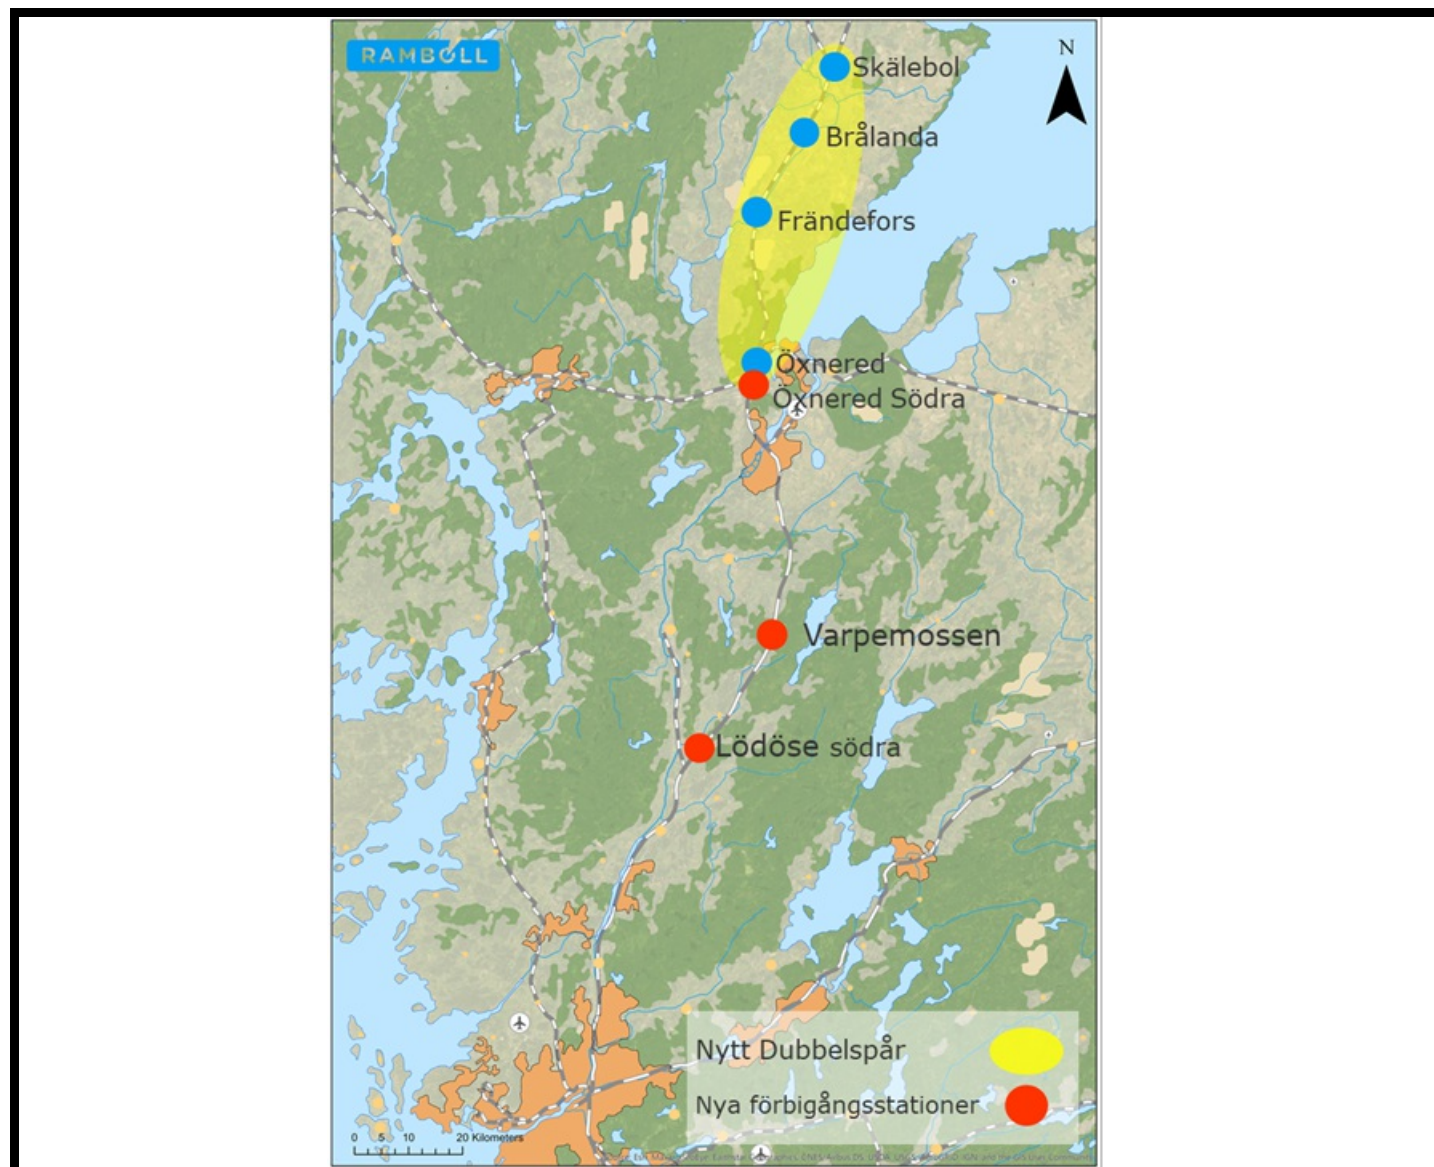 RAMBOLL
N
Skälebol
Brålanda
Frändefors
Öxnered
Öxnered Södra
Varpemossen
Lödöse södra
Nytt Dubbelspår
Nya förbigångsstationer
0 5 10 20 Kilometers